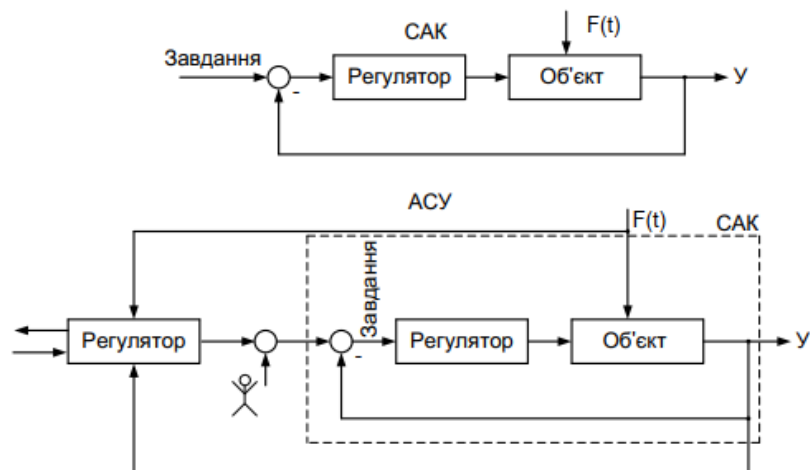 САК
F(t)
Завдання
Регулятор
Об'єкт
У
-
АСУ
F(t)
САК
Завдання
Регулятор
Регулятор
Об'єкт
У
-